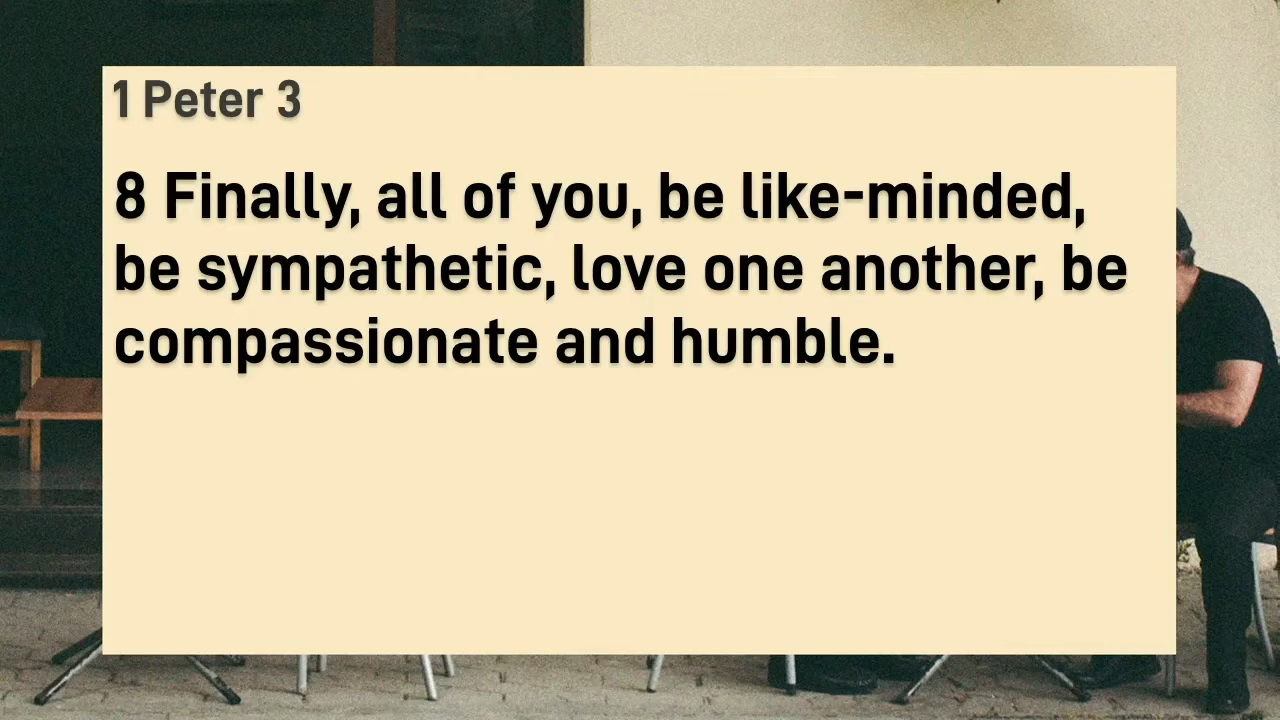 1 Peter 3
8 Finally, all of you, be like-minded,
be sympathetic, love one another, be
compassionate and humble.